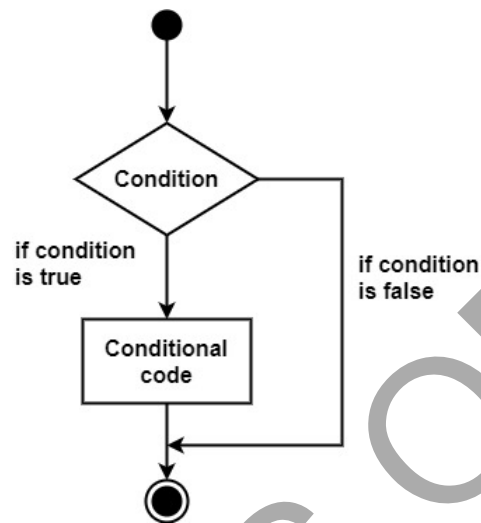 Condition
if condition
is true
if condition
is false
Conditional
code